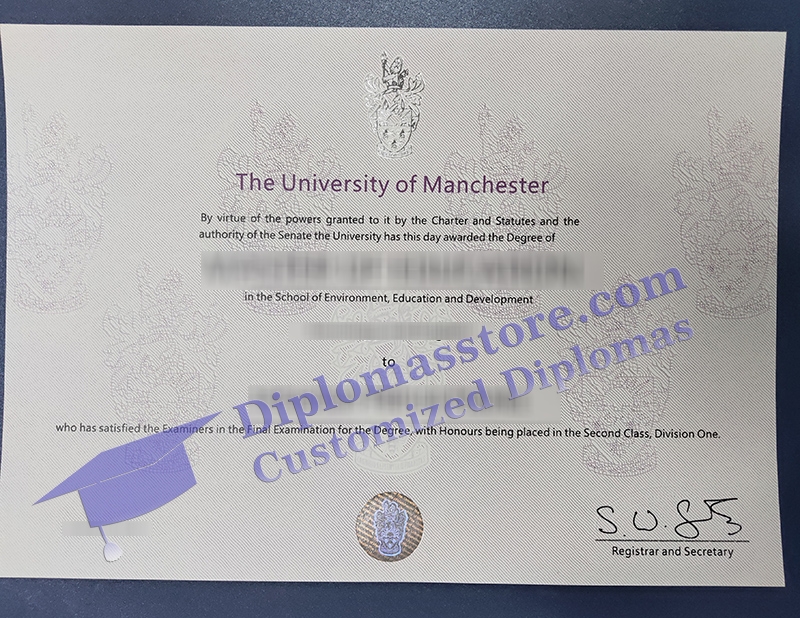 The University of Manchester
By virtue of the powers granted to it by the Charter and Statutes and the
authority of the Senate the University has this day awarded the Degree of
in the School of Environment, Education and Development
to
Diplomasstore.com
Customized Diplomas
who has satisfied the Examiners in the Final Examination for the Degree, with Honours being placed in the Second Class, Division One.
Registrar and Secretary